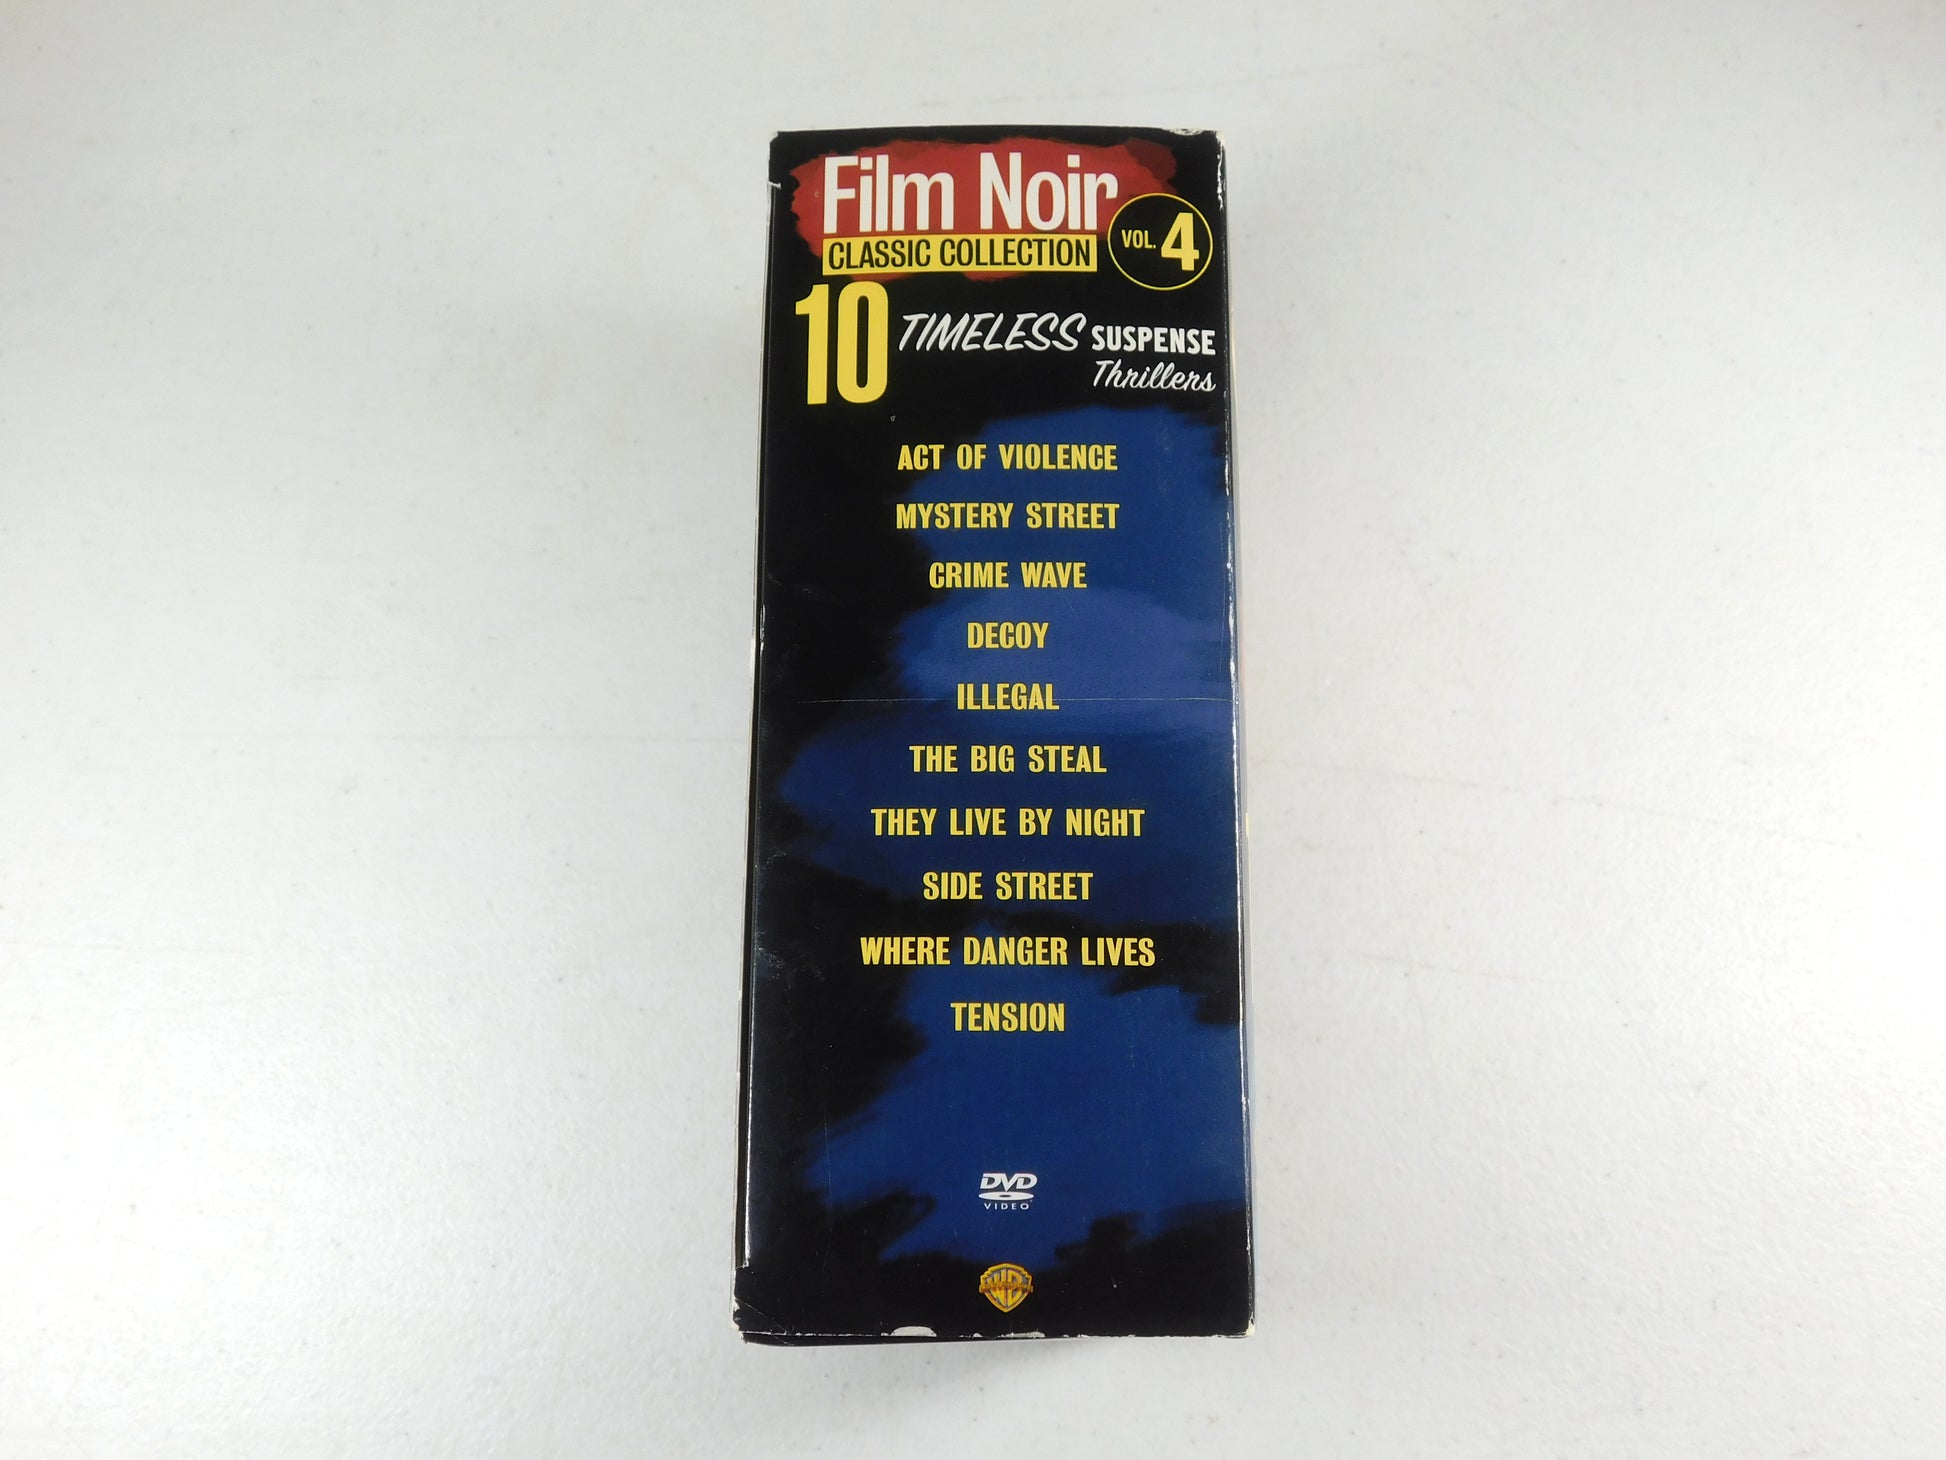 Film Noir
CLASSIC COLLECTION
VOL. 4
10 TIMELESS SUSPENSE
Thrillers
ACT OF VIOLENCE
MYSTERY STREET
CRIME WAVE
DECOY
ILLEGAL
THE BIG STEAL
THEY LIVE BY NIGHT
SIDE STREET
WHERE DANGER LIVES
TENSION
DVD
VIDEO
WB